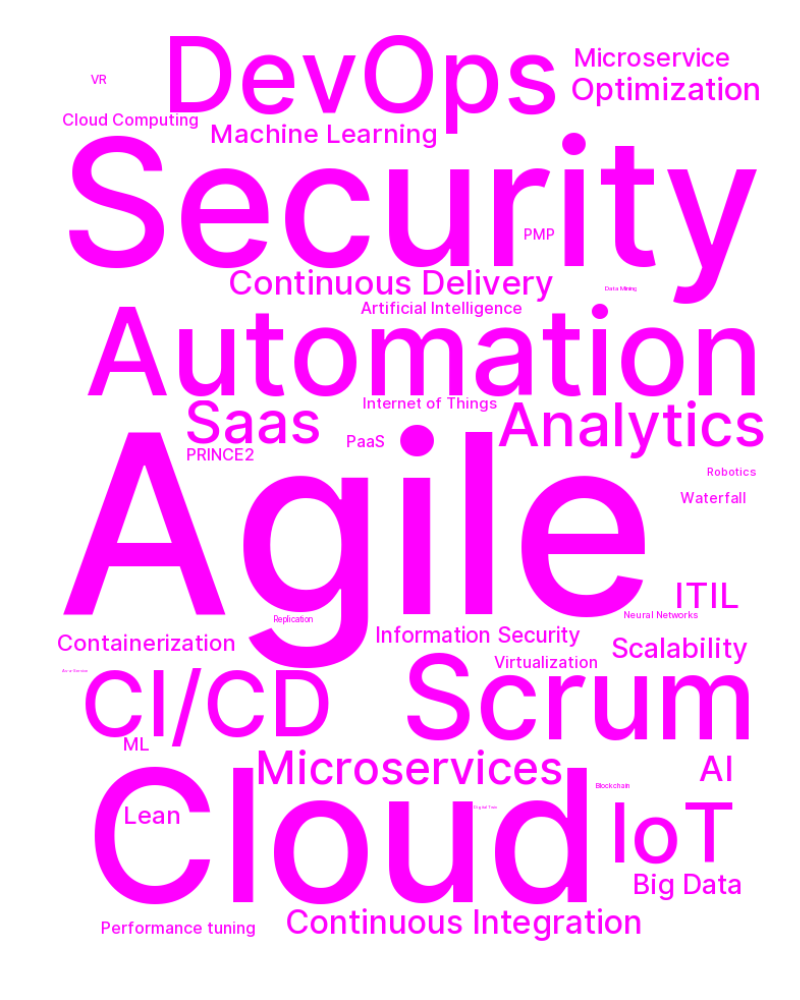 DevOps
Microservice
VR
Optimization
Cloud Computing
Machine Learning
Security
PMP
Continuous Delivery
Data Mining
Artificial Intelligence
Automation
Internet of Things
Saas
Analytics
PaaS
PRINCE2
Agile
Robotics
Waterfall
ITIL
Neural Networks
Replication
Information Security
Containerization
Scalability
Virtualization
CI/CD
Scrum
ML
Microservices
AI
Blockchain
Cloud
Digital Twin
Lean
IoT
Big Data
Continuous Integration
Performance tuning